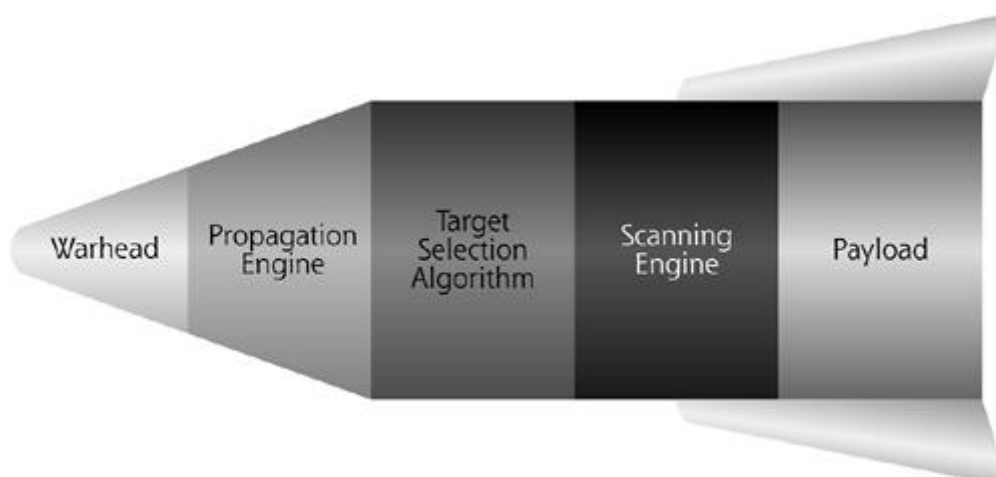 Warhead
Propagation
Engine
Target
Selection
Algorithm
Scanning
Engine
Payload